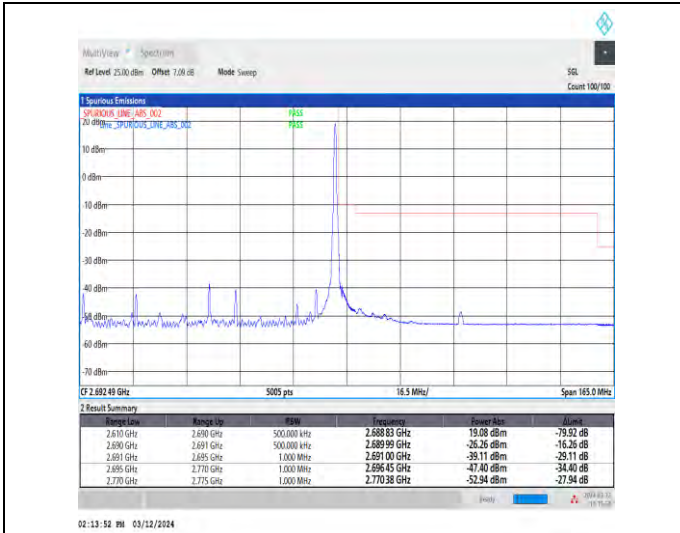 MultiView Spectrum
Ref Level 25.00 dBm Offset 7.09 dB Mode Sweep SGL
Count 100/100
1 Spurious Emissions
SPURIOUS_LINE_ABS_002 PASS
20 dBm
Line _SPURIOUS_LINE_ABS_002 PASS
10 dBm
0 dBm
-10 dBm
-20 dBm
-30 dBm
-40 dBm
-50 dBm
-60 dBm
-70 dBm
CF 2.692 49 GHz 5005 pts 16.5 MHz/ Span 165.0 MHz
2 Result Summary
Range Low Range Up RBW Frequency Power Abs ΔLimit
2.610 GHz 2.690 GHz 500.000 kHz 2.688 83 GHz 19.08 dBm -79.92 dB
2.690 GHz 2.691 GHz 500.000 kHz 2.689 99 GHz -26.26 dBm -16.26 dB
2.691 GHz 2.695 GHz 1.000 MHz 2.691 00 GHz -39.11 dBm -29.11 dB
2.695 GHz 2.770 GHz 1.000 MHz 2.696 45 GHz -47.40 dBm -34.40 dB
2.770 GHz 2.775 GHz 1.000 MHz 2.770 38 GHz -52.94 dBm -27.94 dB
02:13:52 PM 03/12/2024